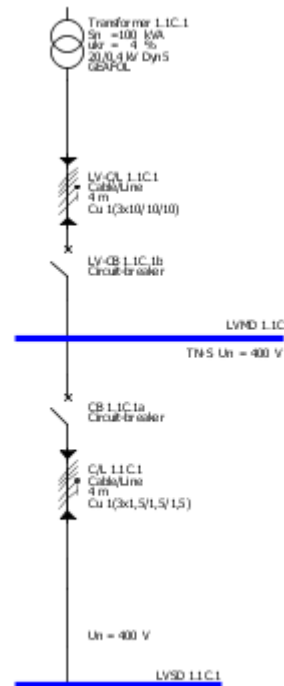 Transformer 1.1C.1
Sn =100 kVA
ukr = 4 %
20/0,4 kV Dyn5
GEAFOL
LV-C/L 1.1C.1
Cable/Line
4 m
Cu 1(3x10/10/10)
LV-CB 1.1C.1b
Circuit-breaker
LVMD 1.1C
TN-S Un = 400 V
CB 1.1C.1a
Circuit-breaker
C/L 1.1C.1
Cable/Line
4 m
Cu 1(3x1,5/1,5/1,5)
Un = 400 V
LVSD 1.1C.1